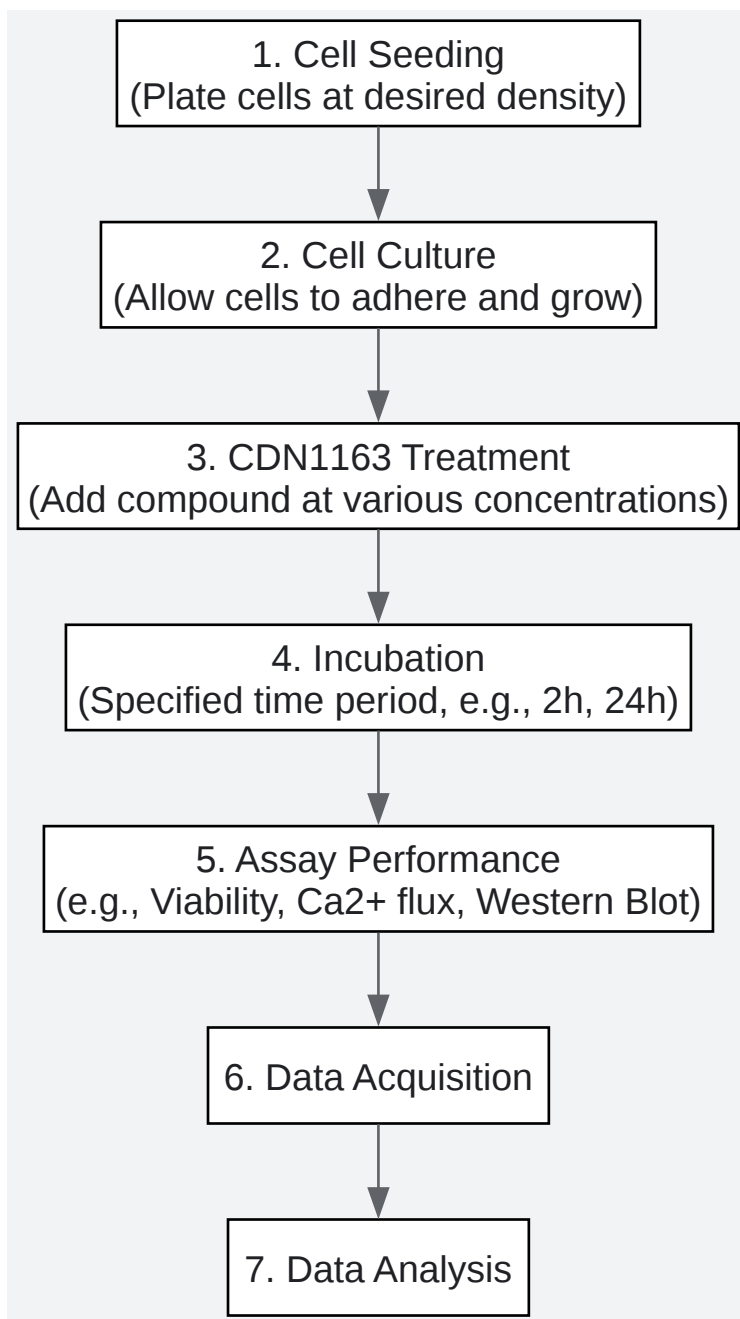 1. Cell Seeding
(Plate cells at desired density)
2. Cell Culture
(Allow cells to adhere and grow)
3. CDN1163 Treatment
(Add compound at various concentrations)
4. Incubation
(Specified time period, e.g., 2h, 24h)
5. Assay Performance
(e.g., Viability, Ca2+ flux, Western Blot)
6. Data Acquisition
7. Data Analysis